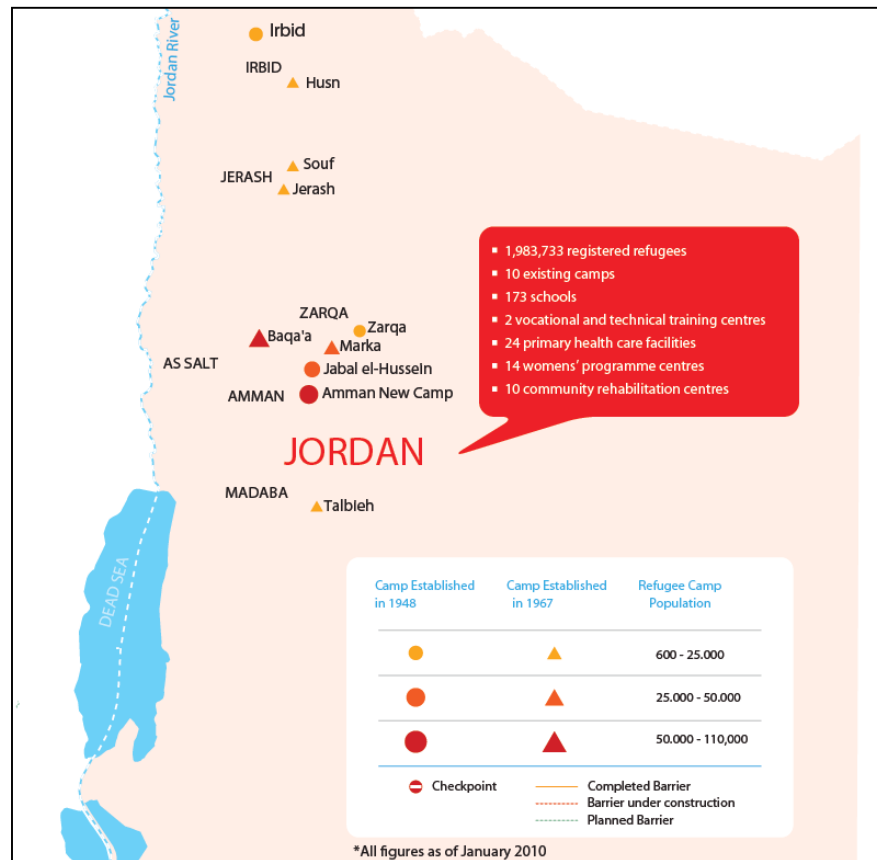 Irbid
Jordan River
IRBID
Husn
Souf
JERASH
Jerash
1,983,733 registered refugees
10 existing camps
173 schools
2 vocational and technical training centres
24 primary health care facilities
14 womens' programme centres
10 community rehabilitation centres
ZARQA
Zarqa
Baqa'a
Marka
AS SALT
Jabal el-HusseIn
AMMAN
Amman New Camp
JORDAN
MADABA
TalbIeh
DEAD SEA
Camp Established
in 1948
Camp Established
in 1967
Refugee Camp
Population
600 - 25.000
25.000 - 50.000
50.000 - 110,000
Checkpoint
Completed Barrier
Barrier under construction
Planned Barrier
*All figures as of January 2010